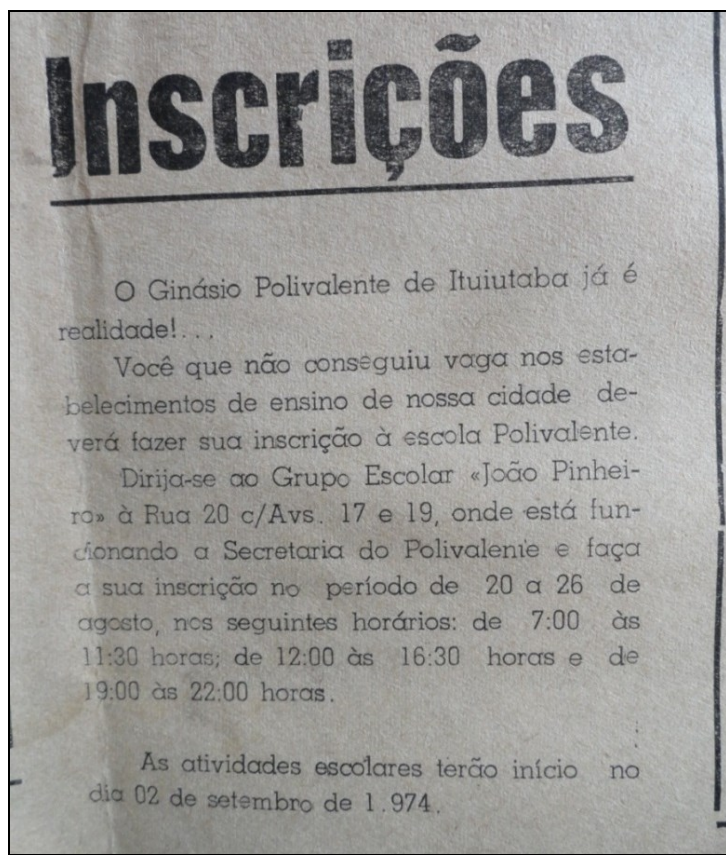 Inscrições
O Ginásio Polivalente de Ituiutaba já é
realidade!...
Você que não conseguiu vaga nos esta-
belecimentos de ensino de nossa cidade de-
verá fazer sua inscrição à escola Polivalente.
Dirija-se ao Grupo Escolar «João Pinhei-
ro» à Rua 20 c/Avs. 17 e 19, onde está fun-
cionando a Secretaria do Polivalente e faça
a sua inscrição no período de 20 a 26 de
agosto, nos seguintes horários: de 7:00 às
11:30 horas; de 12:00 às 16:30 horas e de
19:00 às 22:00 horas.
As atividades escolares terão início no
dia 02 de setembro de 1.974.